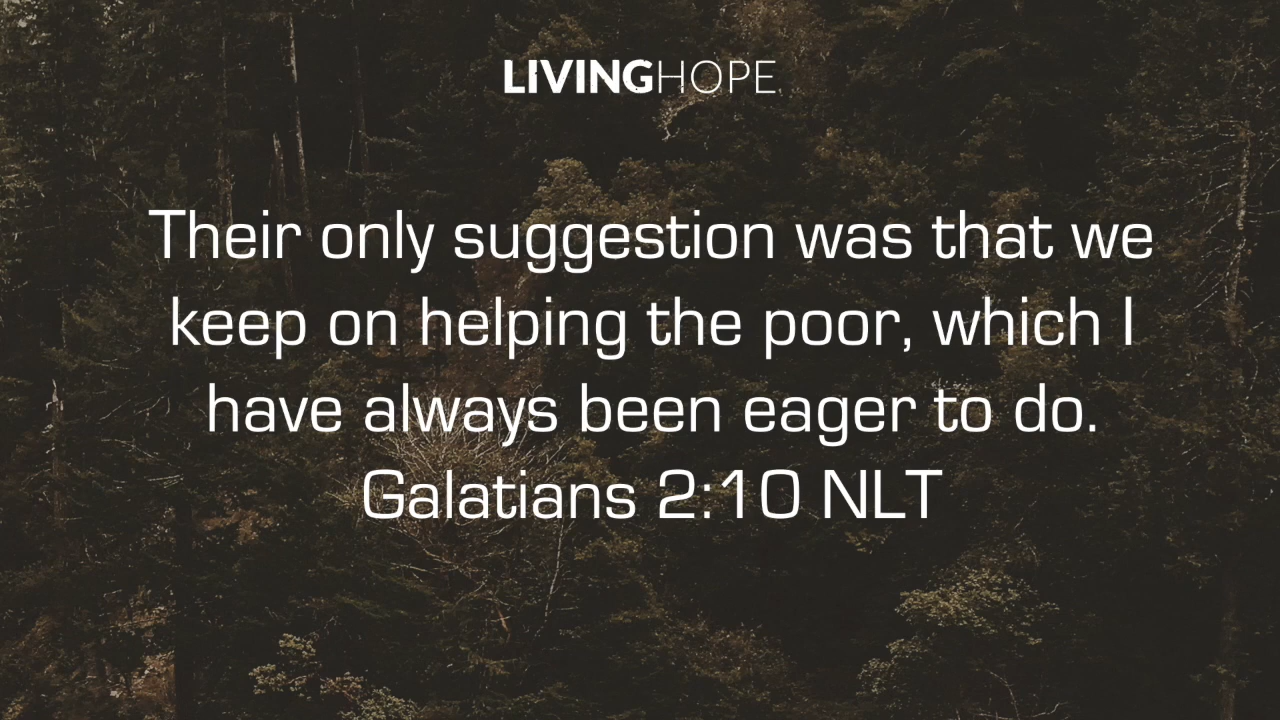 LIVINGHOPE
Their only suggestion was that we
keep on helping the poor, which I
have always been eager to do.
Galatians 2:10 NLT